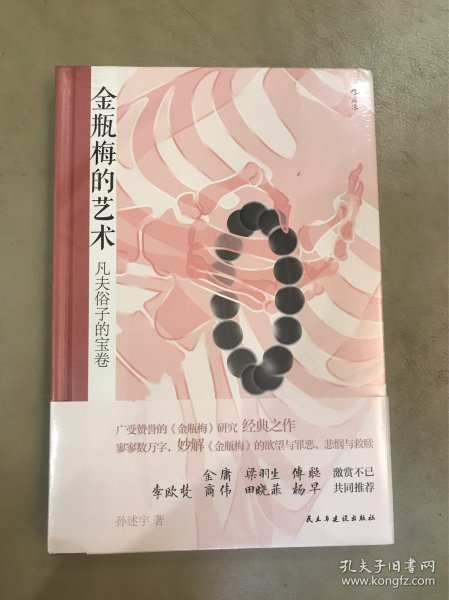 金瓶梅的艺术
凡夫俗子的宝卷
广受赞誉的《金瓶梅》研究 经典之作
寥寥数万字，妙解《金瓶梅》的欲望与罪恶、悲悯与救赎
金庸 梁羽生 傅聪 激赏不已
李欧梵 商伟 田晓菲 杨早 共同推荐
孙述宇 著
民主与建设出版社
孔夫子旧书网
www.kongfz.com